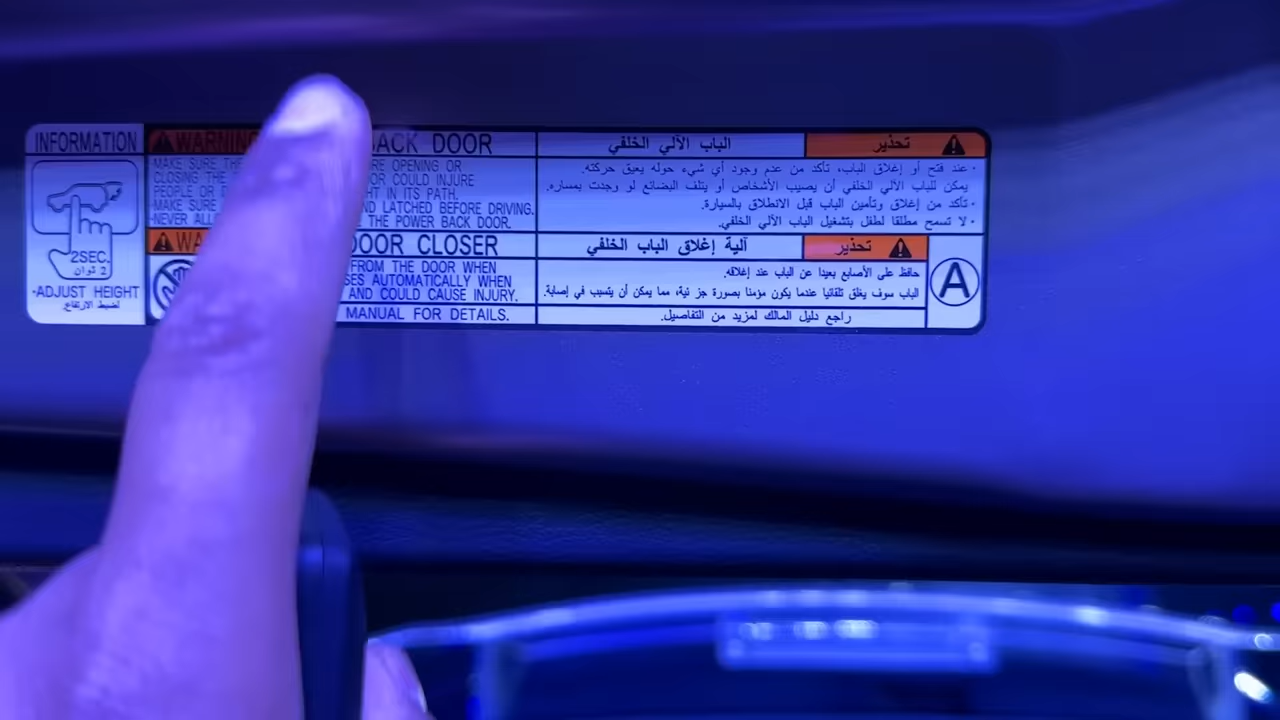 INFORMATION
2SEC.
2 ثوان
•ADJUST HEIGHT
لضبط الارتفاع.
WARNING
BACK DOOR
MAKE SURE THE
OPENING OR
CLOSING THE
COULD INJURE
PEOPLE OR
IN ITS PATH.
•MAKE SURE
AND LATCHED BEFORE DRIVING.
•NEVER
THE POWER BACK DOOR.
DOOR CLOSER
FROM THE DOOR WHEN
AUTOMATICALLY WHEN
AND COULD CAUSE INJURY.
MANUAL FOR DETAILS.
تحذير
الباب الآلي الخلفي
• عند فتح أو إغلاق الباب، تأكد من عدم وجود أي شيء حوله يعيق حركته.
يمكن للباب الآلي الخلفي أن يصيب الأشخاص أو يتلف البضائع لو وجدت بمساره.
• تأكد من إغلاق وتأمين الباب قبل الانطلاق بالسيارة.
• لا تسمح مطلقا لطفل بتشغيل الباب الآلي الخلفي.
تحذير
آلية إغلاق الباب الخلفي
حافظ على الأصابع بعيدا عن الباب عند إغلاقه.
الباب سوف يغلق تلقائيا عندما يكون مؤمنا بصورة جز ئية، مما يمكن أن يتسبب في إصابة.
راجع دليل المالك لمزيد من التفاصيل.
A